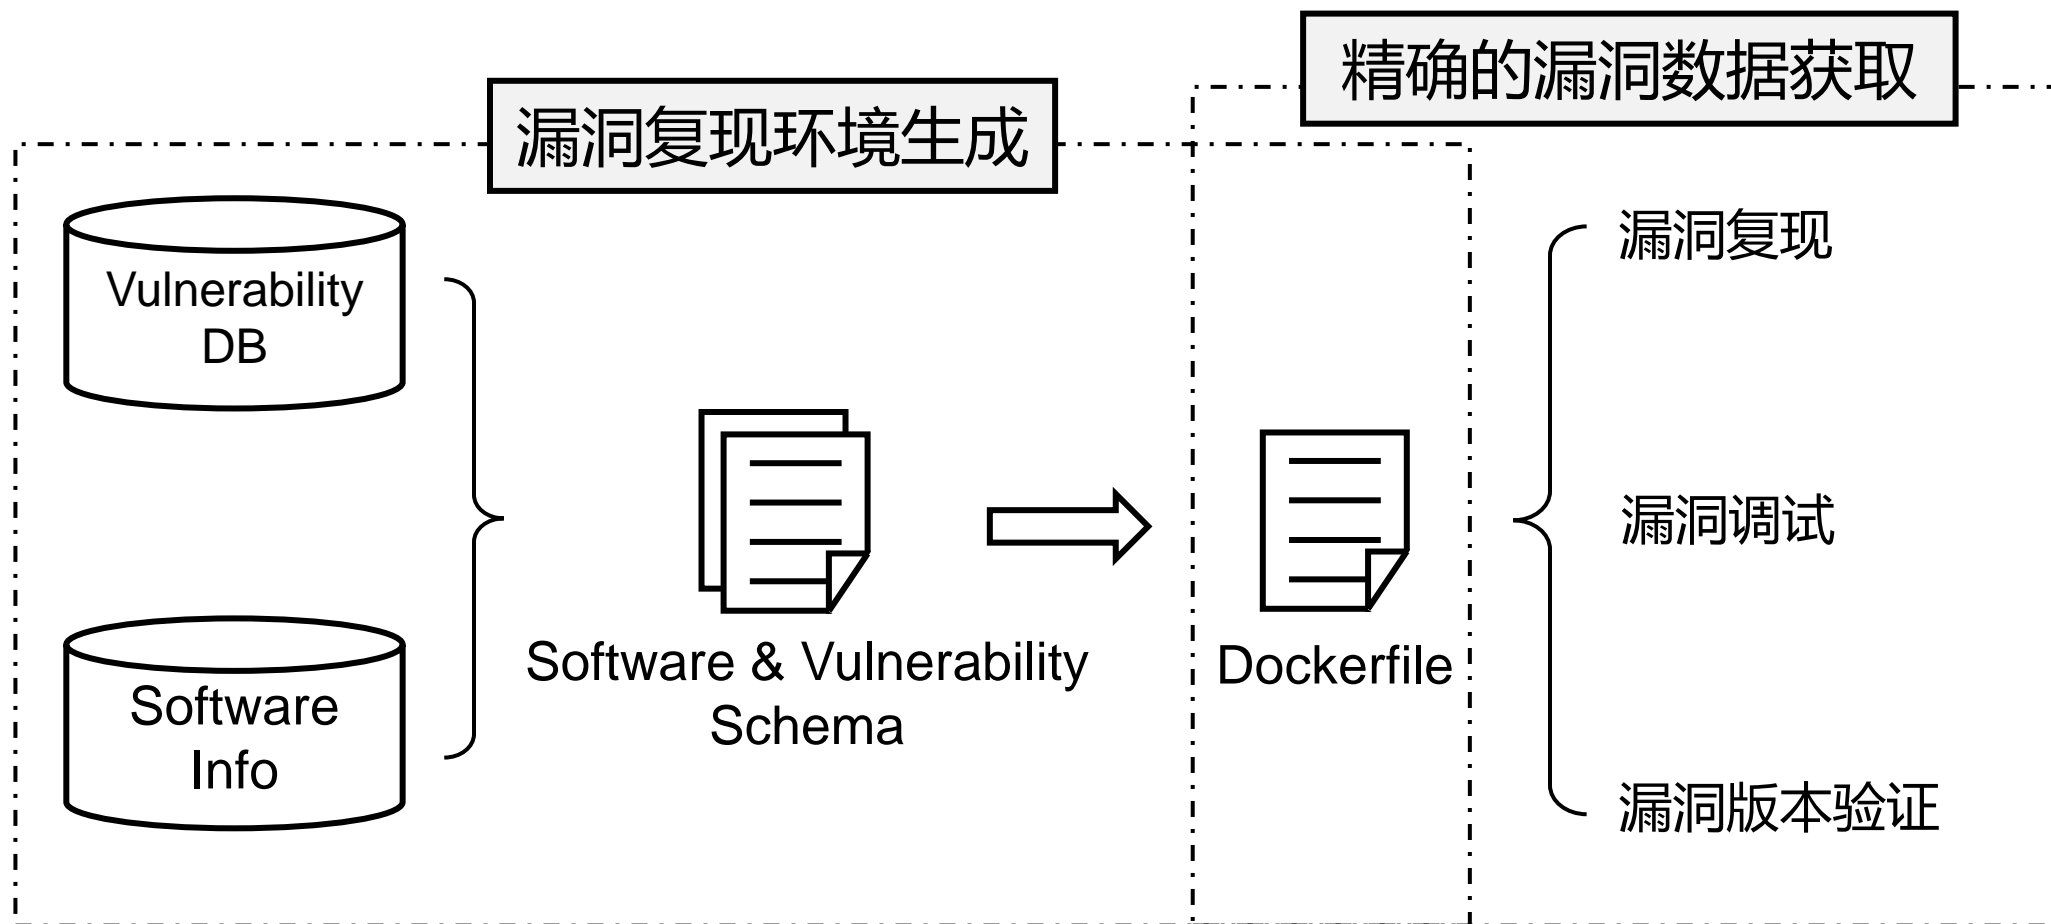 精确的漏洞数据获取
漏洞复现环境生成
Vulnerability
DB
Software
Info
Software & Vulnerability
Schema
Dockerfile
漏洞复现
漏洞调试
漏洞版本验证